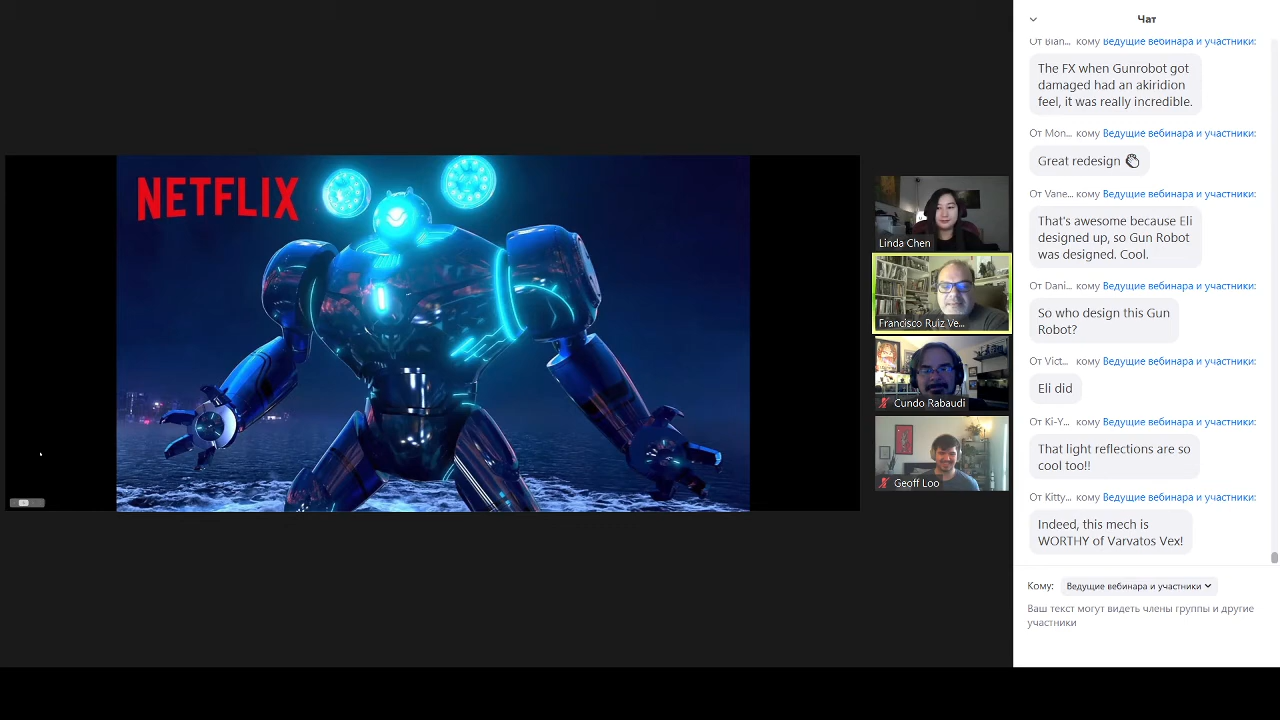 NETFLIX
Linda Chen
Francisco Ruiz Ve...
Cundo Rabaudi
Geoff Loo
Чат
От Bian... кому Ведущие вебинара и участники:
The FX when Gunrobot got
damaged had an akiridion
feel, it was really incredible.
От Mon... кому Ведущие вебинара и участники:
Great redesign
От Vane... кому Ведущие вебинара и участники:
That's awesome because Eli
designed up, so Gun Robot
was designed. Cool.
От Dani... кому Ведущие вебинара и участники:
So who design this Gun
Robot?
От Vict... кому Ведущие вебинара и участники:
Eli did
От Ki-Y... кому Ведущие вебинара и участники:
That light reflections are so
cool too!!
От Kitty... кому Ведущие вебинара и участники:
Indeed, this mech is
WORTHY of Varvatos Vex!
Кому: Ведущие вебинара и участники
Ваш текст могут видеть члены группы и другие
участники